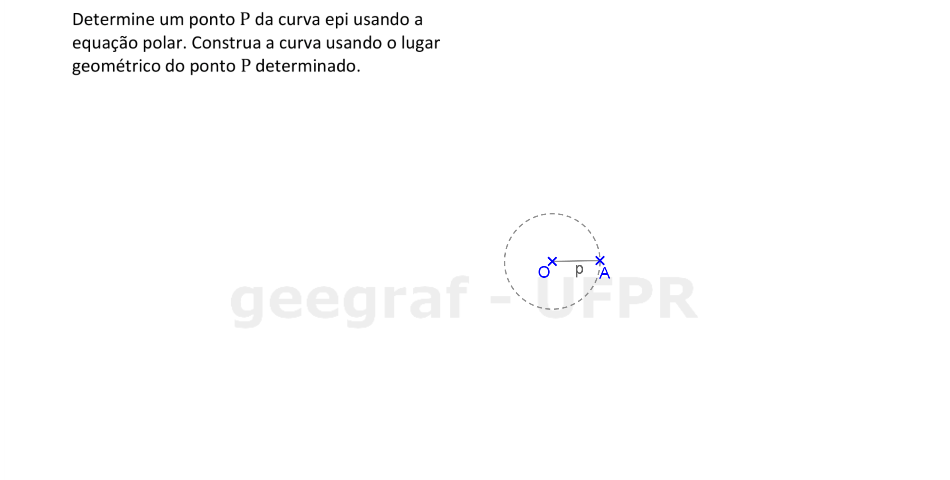 Determine um ponto P da curva epi usando a
equação polar. Construa a curva usando o lugar
geométrico do ponto P determinado.
O
p
A
geegraf - UFPR